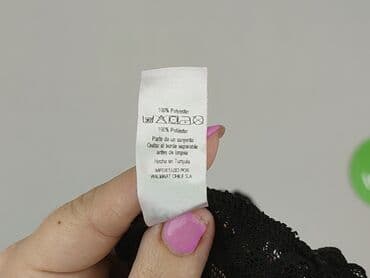 100% Polyester
100% Poliéster
Parte de un conjunto
Quitar el borde separable
antes de limpiar
Hecho en Turquía
IMPORTADO POR
WALMART CHILE S.A